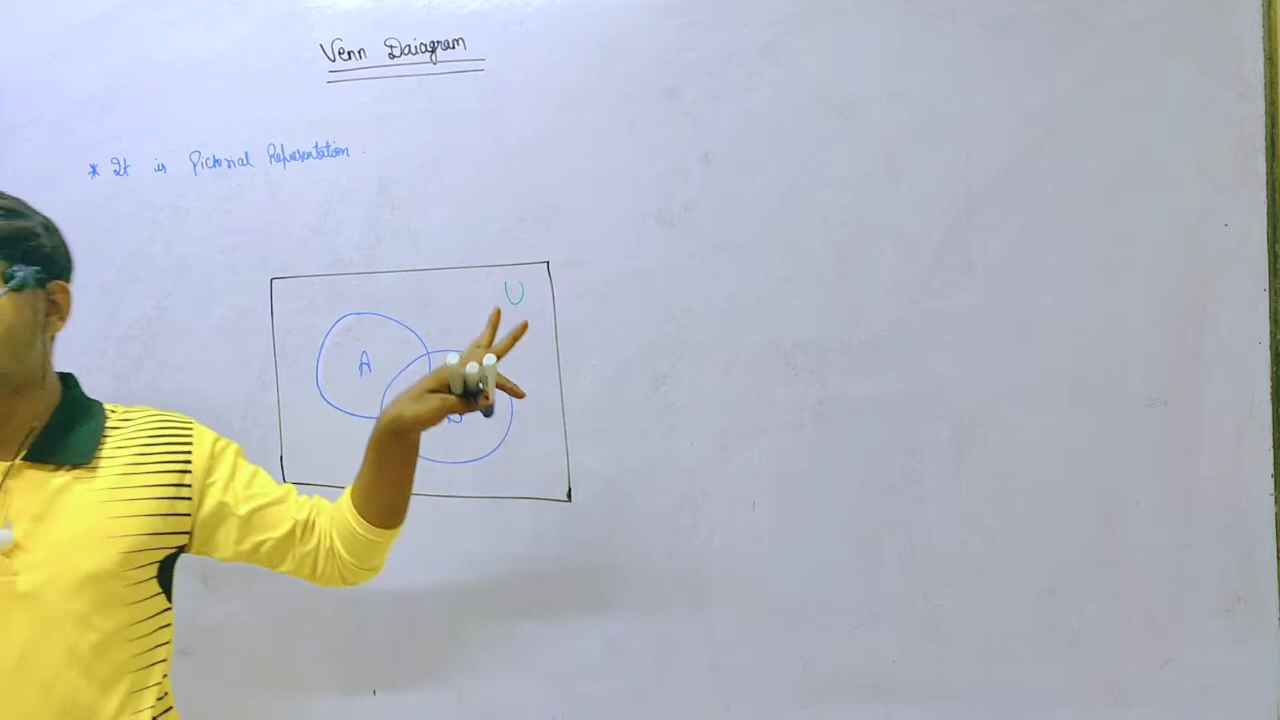 Venn Daiagram
* It is Pictorial Representation.
U
A